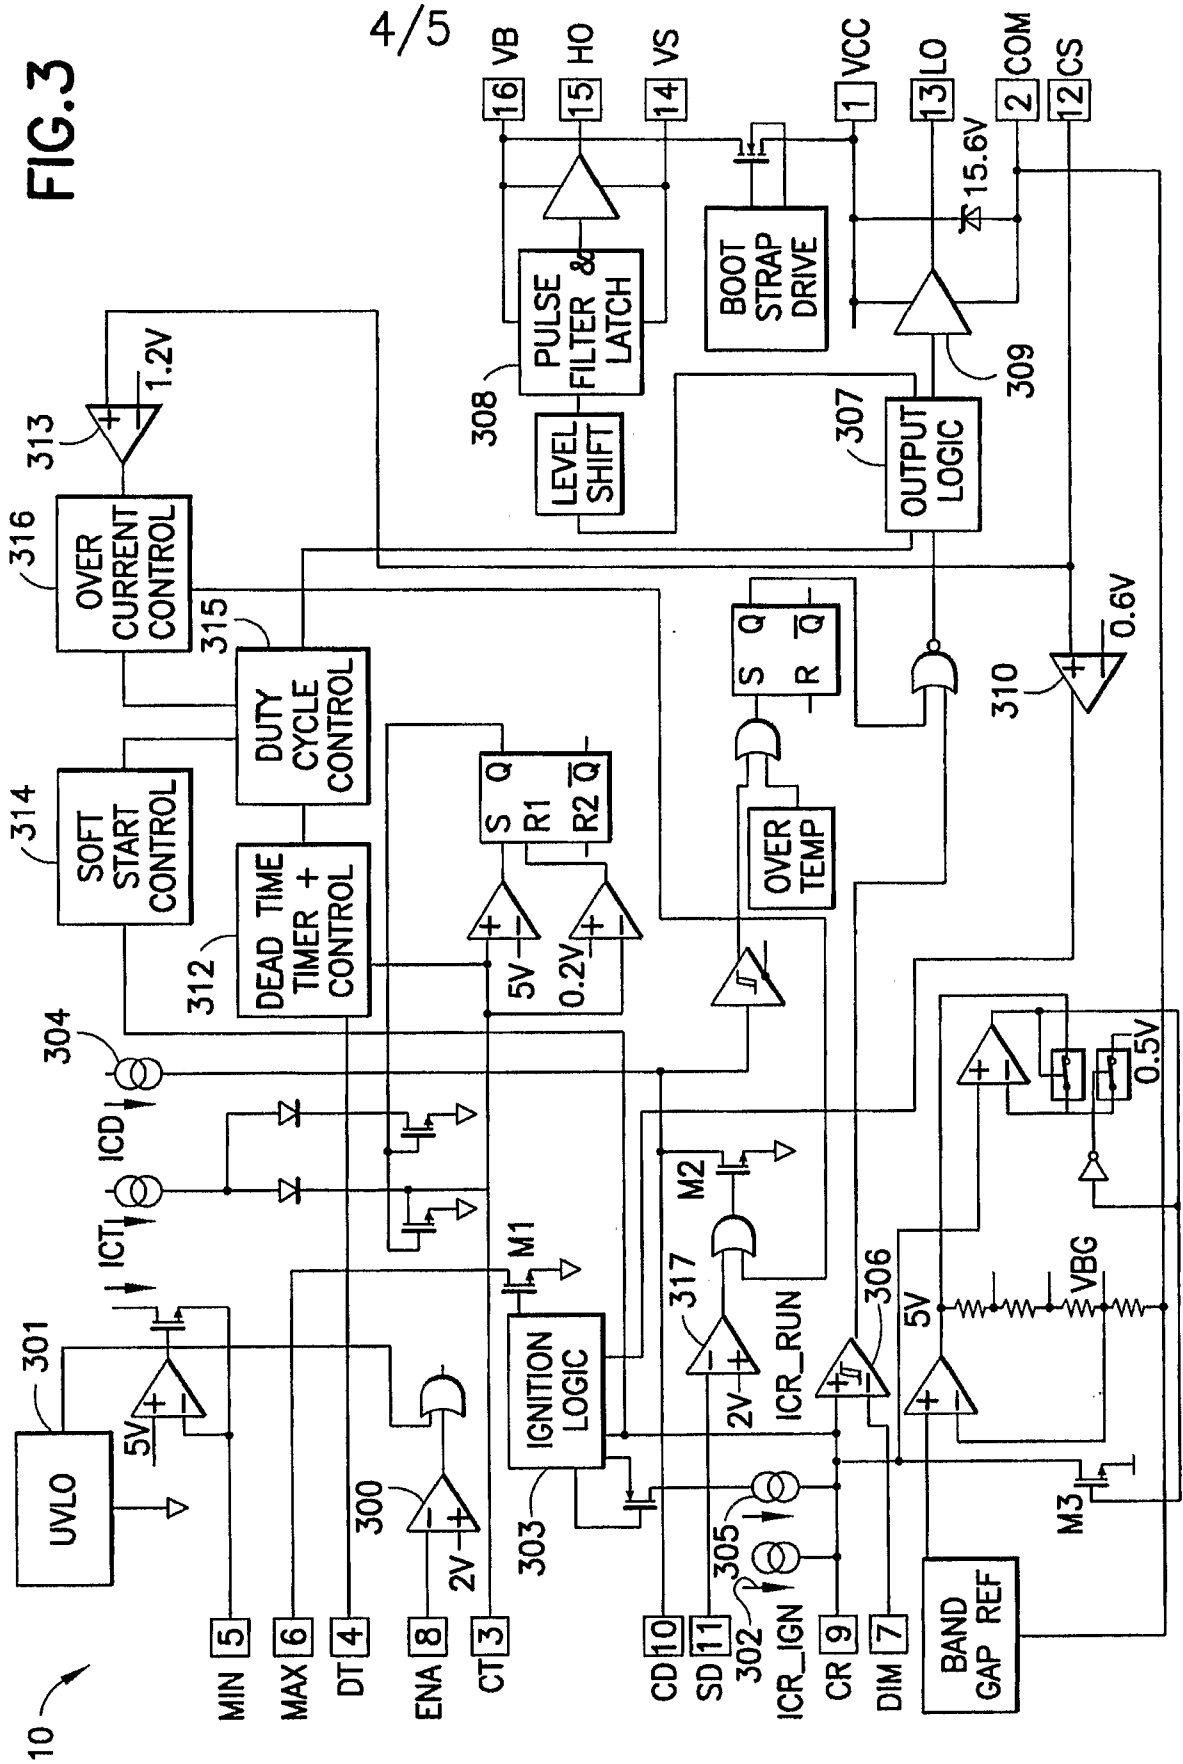 4/5
FIG.3
10
UVLO
301
5V
ICT
ICD
304
SOFT
START
CONTROL
314
DEAD TIME
TIMER +
CONTROL
312
DUTY
CYCLE
CONTROL
315
OVER
CURRENT
CONTROL
316
313
+
−
1.2V
MIN 5
MAX 6
DT 4
ENA 8
CT 3
300
−
+
2V
+
−
M1
IGNITION
LOGIC
303
+
−
5V
+
−
0.2V
S Q
R1
R2 Q
LEVEL
SHIFT
PULSE
FILTER &
LATCH
308
16 VB
15 HO
14 VS
BOOT
STRAP
DRIVE
CD 10
SD 11
302
ICR_IGN
CR 9
DIM 7
305
ICR_RUN
317
−
+
2V
M2
306
+
−
OVER
TEMP
S Q
R Q
OUTPUT
LOGIC
307
309
15.6V
1 VCC
13 LO
2 COM
12 CS
310
+
−
0.6V
BAND
GAP REF
M3
+
−
5V
VBG
+
−
0.5V